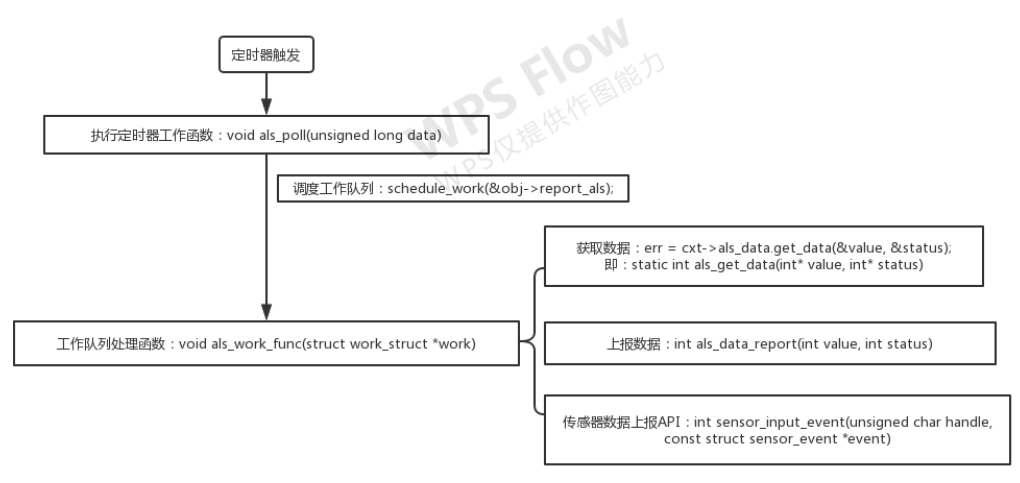 定时器触发
执行定时器工作函数：void als_poll(unsigned long data)
调度工作队列：schedule_work(&obj->report_als);
获取数据：err = cxt->als_data.get_data(&value, &status);
即：static int als_get_data(int* value, int* status)
工作队列处理函数：void als_work_func(struct work_struct *work)
上报数据：int als_data_report(int value, int status)
传感器数据上报API：int sensor_input_event(unsigned char handle,
const struct sensor_event *event)
WPS Flow
WPS仅提供作图能力